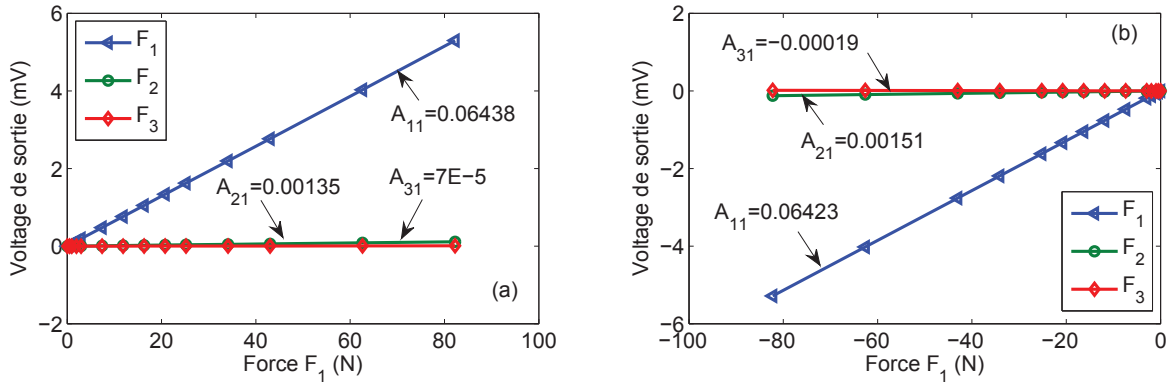 F1
F2
F3
A11=0.06438
A21=0.00135
A31=7E−5
(a)
Voltage de sortie (mV)
6
4
2
0
−2
0
20
40
60
80
100
Force F1 (N)
(b)
A31=−0.00019
A21=0.00151
A11=0.06423
F1
F2
F3
Voltage de sortie (mV)
2
0
−2
−4
−6
−100
−80
−60
−40
−20
0
Force F1 (N)